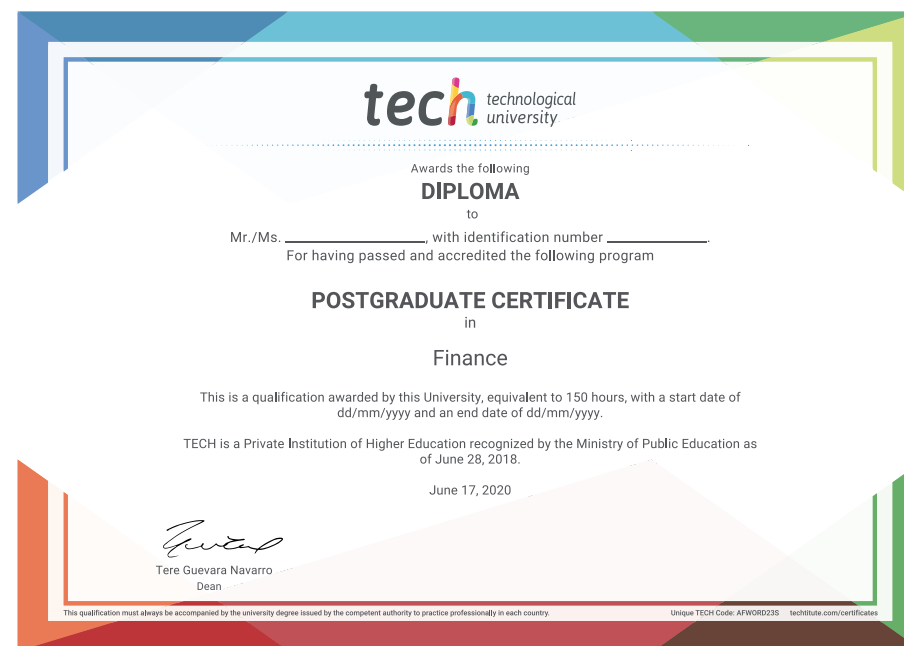 tech technological
university
Awards the following
DIPLOMA
to
Mr./Ms. ____________________, with identification number ______________.
For having passed and accredited the following program
POSTGRADUATE CERTIFICATE
in
Finance
This is a qualification awarded by this University, equivalent to 150 hours, with a start date of
dd/mm/yyyy and an end date of dd/mm/yyyy.
TECH is a Private Institution of Higher Education recognized by the Ministry of Public Education as
of June 28, 2018.
June 17, 2020
Tere Guevara Navarro
Dean
This qualification must always be accompanied by the university degree issued by the competent authority to practice professionally in each country. Unique TECH Code: AFWORD23S techtitute.com/certificates